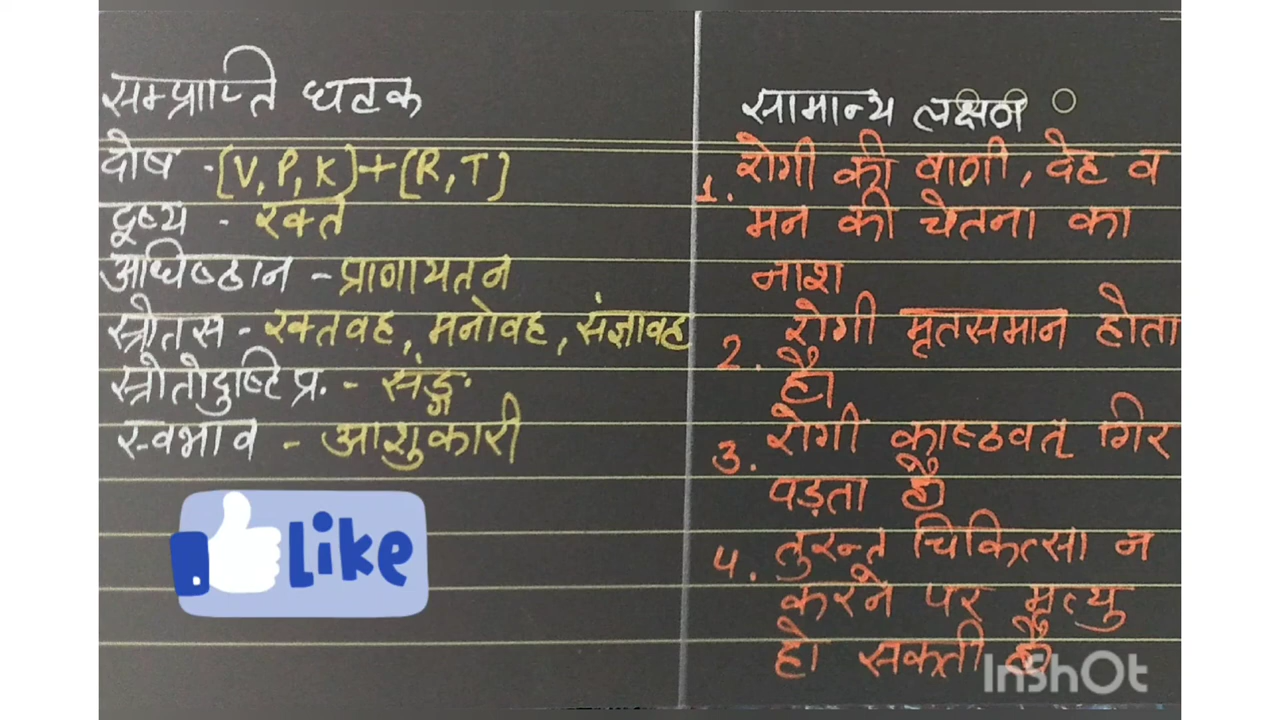 सम्प्राप्ति घटक
दोष - [V, P, K] + [R, T]
दूष्य - रक्त
अधिष्ठान - प्राणायतन
स्त्रोतस - रक्तवह, मनोवह, संज्ञावह
स्त्रोतोदुष्टि प्र. - संङ्ग
स्वभाव - आशुकारी
Like
सामान्य लक्षण
1. रोगी की वाणी, देह व
मन की चेतना का
नाश
2. रोगी मृतसमान होता
है।
3. रोगी काष्ठवत् गिर
पड़ता है।
4. तुरन्त चिकित्सा न
करने पर मृत्यु
हो सकती है
InShOt